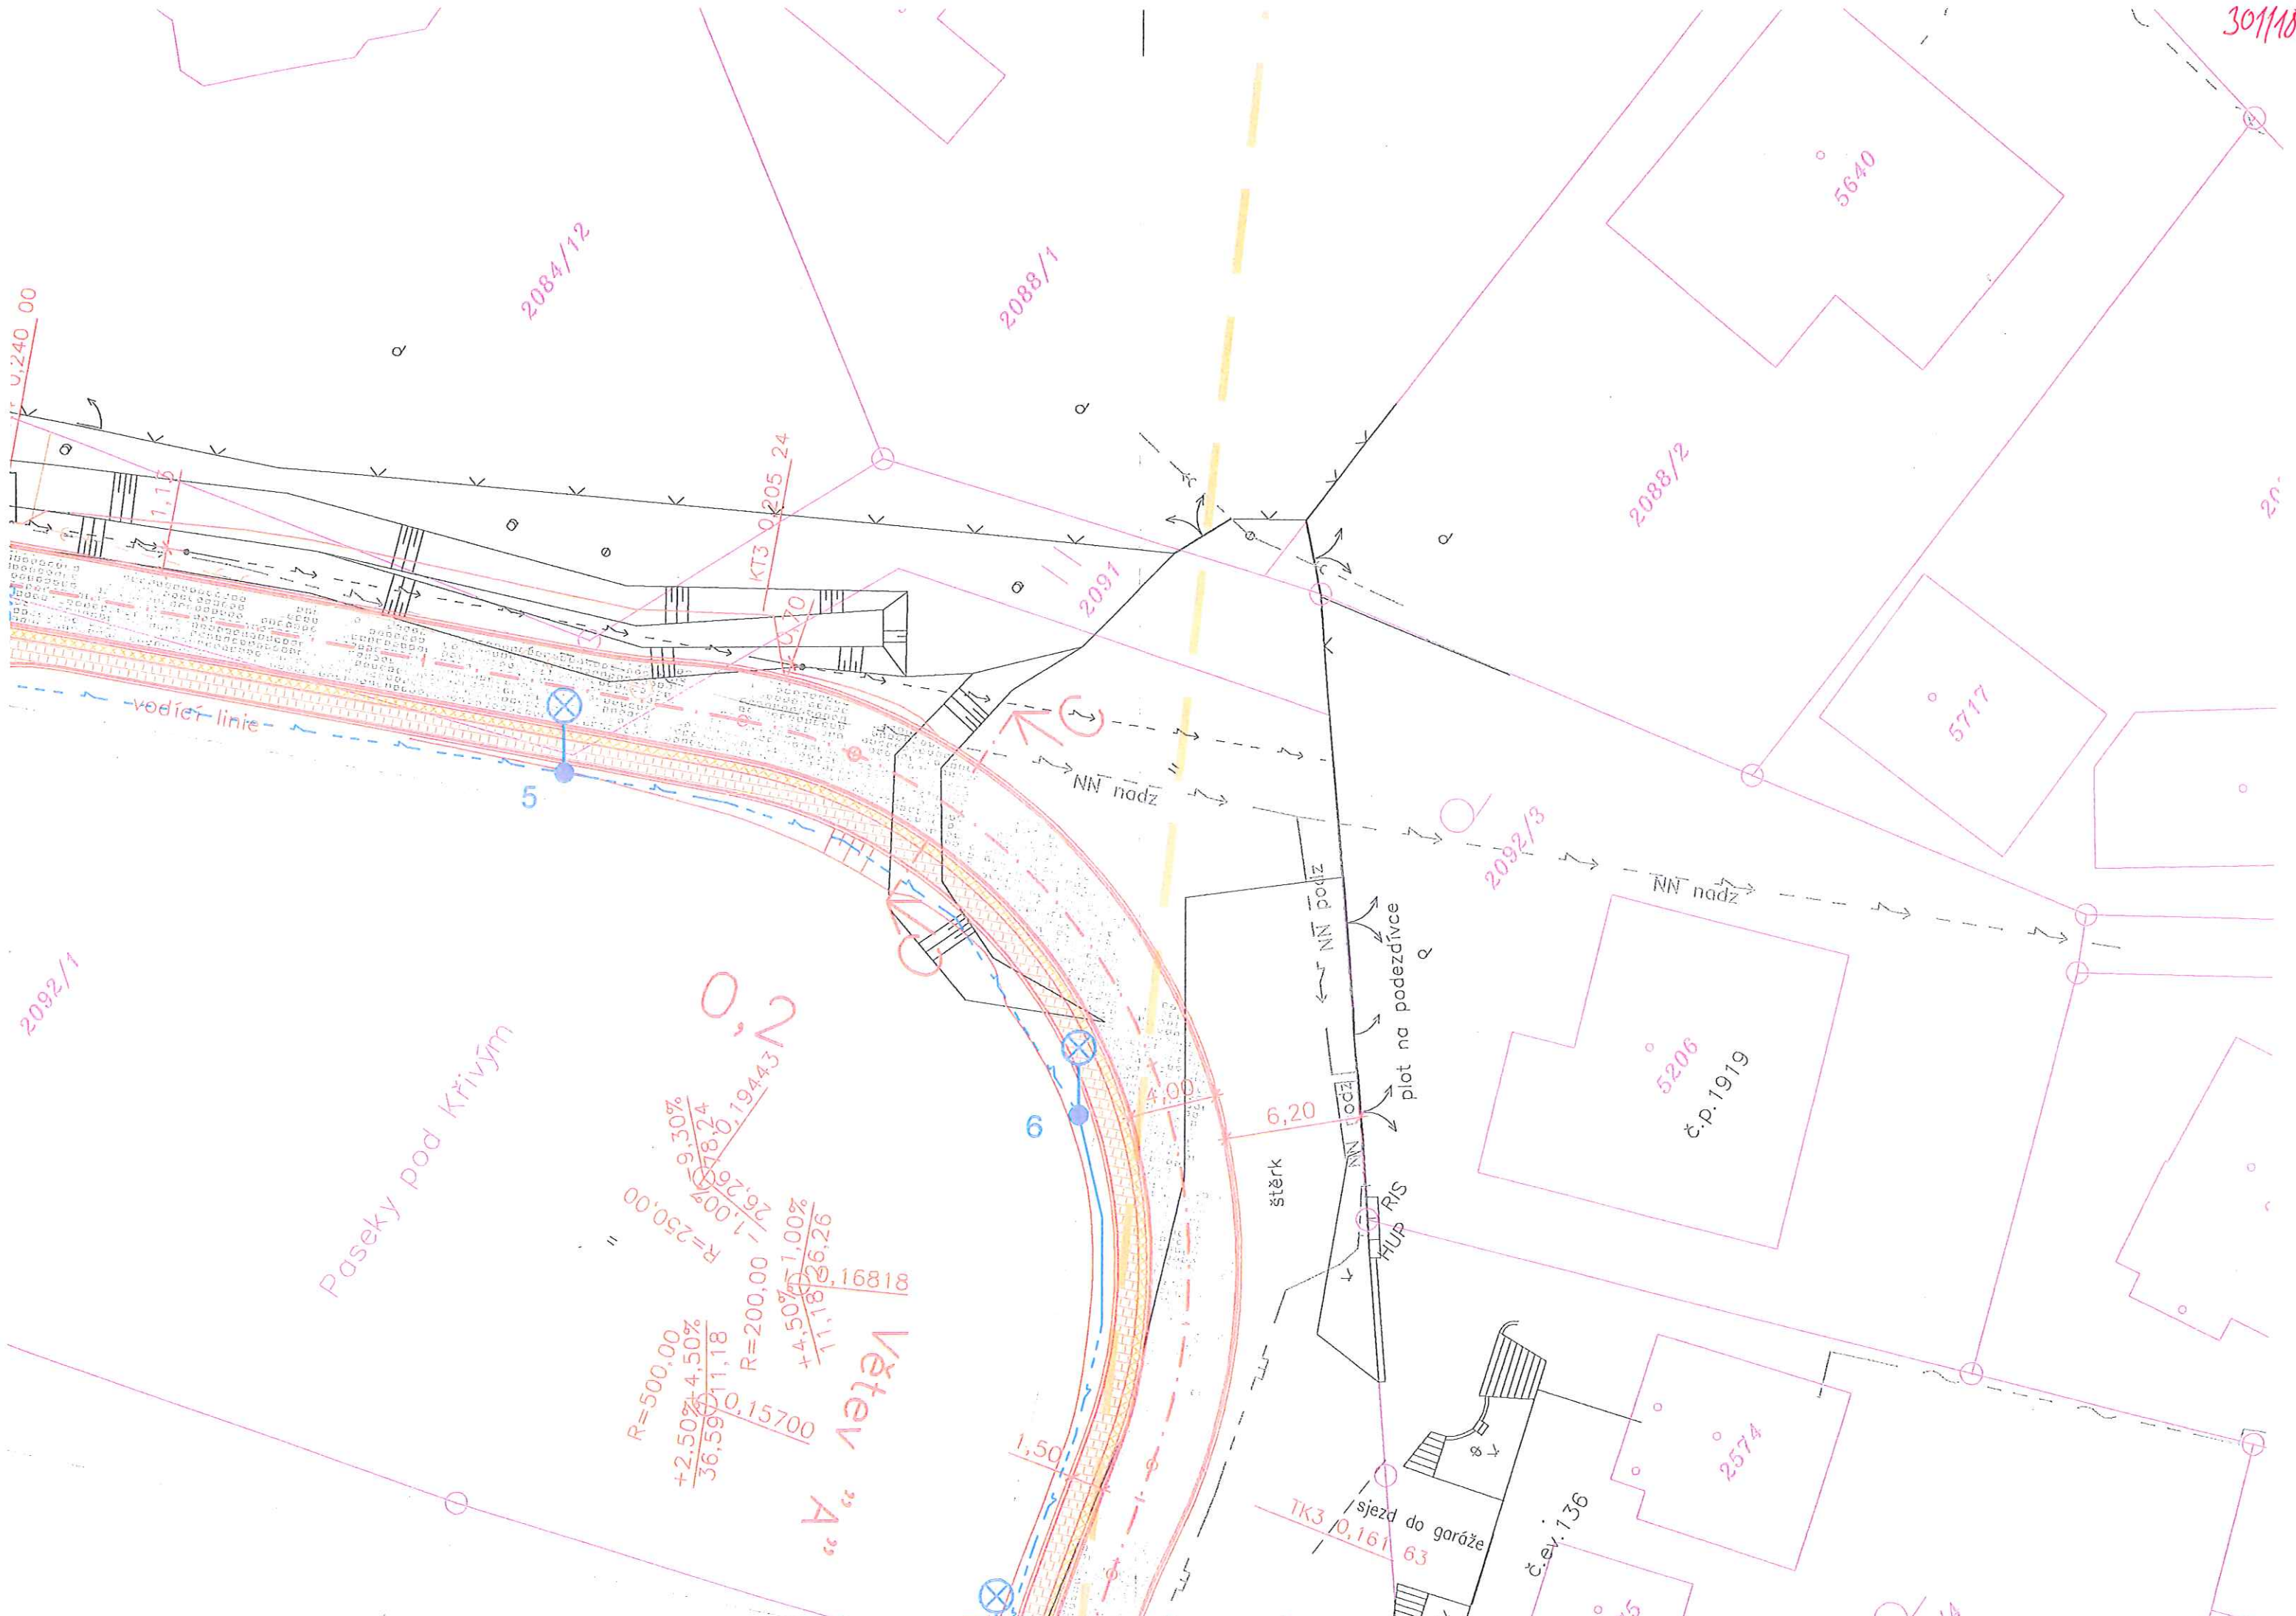 301/18
5640
2084/12
2088/1
0,240 00
2088/2
1,15
KT3 0,205 24
0,70
2091
5717
vodící linie
NN nadz
"
5
2092/3
NN nadz
NN podz
plot na podezdívce
2092/1
0,2
5206
č.p.1919
Paseky pod Křivým
6
4,00
6,20
NN podz
štěrk
RIS
HUP
-9,30%
18,24
0,19443
1,00%
26,26
R=250,00
"
-1,00%
26,26
0,16818
R=200,00
+4,50%
11,18
R=500,00
+2.50%
36,59
+4,50%
11,18
0,15700
Větev "A"
1,50
2574
TK3 0,161 63
sjezd do garáže
č.ev.136